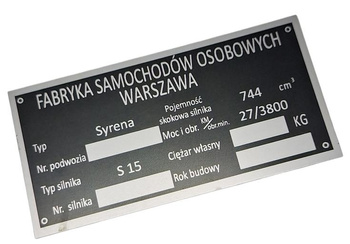 FABRYKA SAMOCHODÓW OSOBOWYCH
WARSZAWA
Typ Syrena
Nr. podwozia
Typ silnika S 15
Nr. silnika
Pojemność
skokowa silnika 744 cm³
Moc i obr. KM/obr.min. 27/3800
Ciężar własny KG
Rok budowy